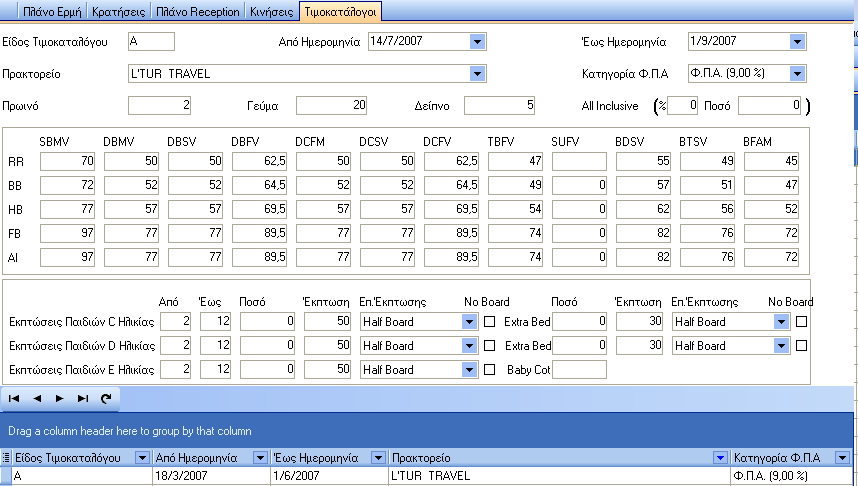 Πλάνο Ερμή Κρατήσεις Πλάνο Reception Κινήσεις Τιμοκατάλογοι
Είδος Τιμοκαταλόγου A Από Ημερομηνία 14/7/2007 Έως Ημερομηνία 1/9/2007
Πρακτορείο L'TUR TRAVEL Κατηγορία Φ.Π.Α Φ.Π.Α. (9,00 %)
Πρωινό 2 Γεύμα 20 Δείπνο 5 All Inclusive (% 0 Ποσό 0 )
SBMV DBMV DBSV DBFV DCFM DCSV DCFV TBFV SUFV BDSV BTSV BFAM
RR 70 50 50 62,5 50 50 62,5 47 55 49 45
BB 72 52 52 64,5 52 52 64,5 49 0 57 51 47
HB 77 57 57 69,5 57 57 69,5 54 0 62 56 52
FB 97 77 77 89,5 77 77 89,5 74 0 82 76 72
AI 97 77 77 89,5 77 77 89,5 74 0 82 76 72
Από Έως Ποσό Έκπτωση Επ.Έκπτωσης No Board Ποσό Έκπτωση Επ.Έκπτωσης No Board
Εκπτώσεις Παιδιών C Ηλικίας 2 12 0 50 Half Board Extra Bed 0 30 Half Board
Εκπτώσεις Παιδιών D Ηλικίας 2 12 0 50 Half Board Extra Bed 0 30 Half Board
Εκπτώσεις Παιδιών E Ηλικίας 2 12 0 50 Half Board Baby Cot
Drag a column header here to group by that column
Είδος Τιμοκαταλόγου Από Ημερομηνία Έως Ημερομηνία Πρακτορείο Κατηγορία Φ.Π.Α
A 18/3/2007 1/6/2007 L'TUR TRAVEL Φ.Π.Α. (9,00 %)